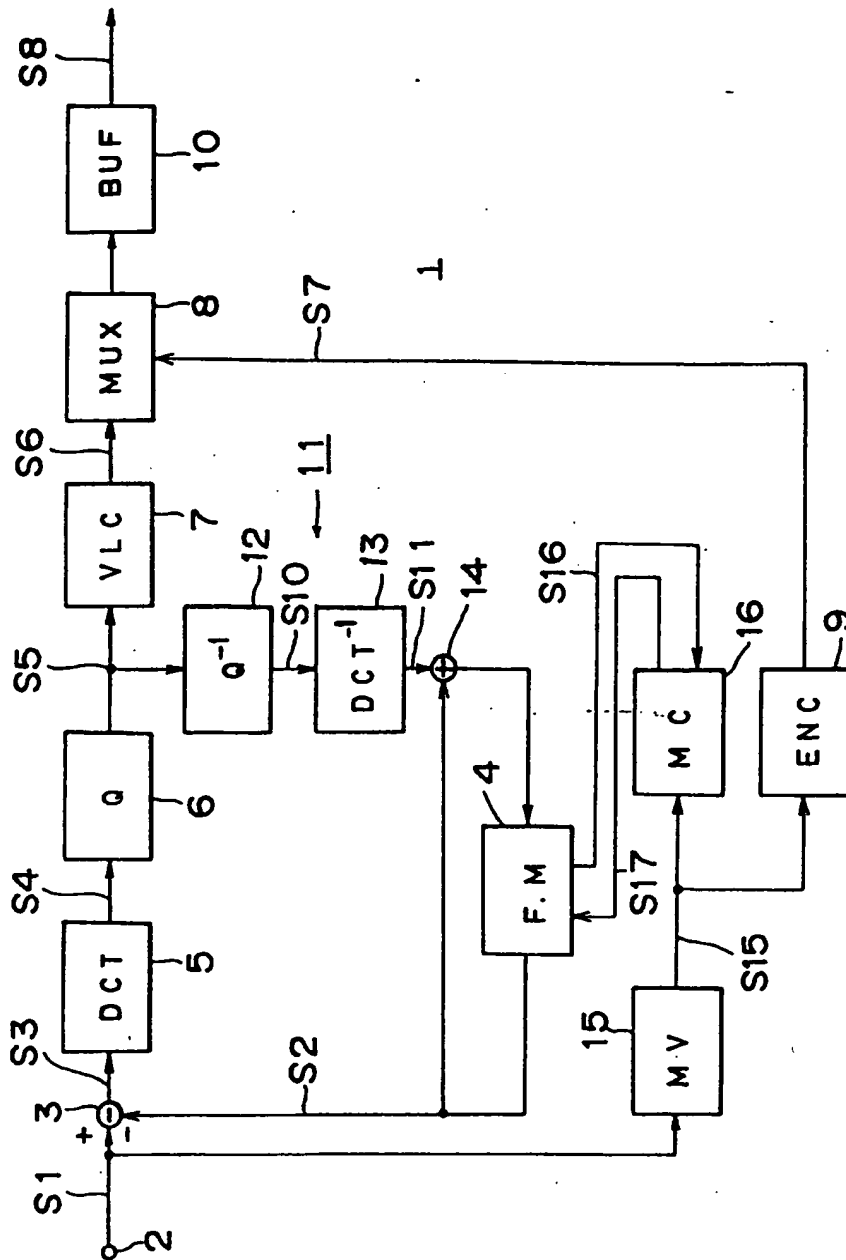 S1
2
3
+
-
S3
DCT
5
S4
Q
6
S5
VLC
7
S6
MUX
8
BUF
10
S8
Q⁻¹
12
S10
11
DCT⁻¹
13
S11
14
S2
S7
1
4
F.M
S16
S17
15
MV
S15
MC
16
ENC
9